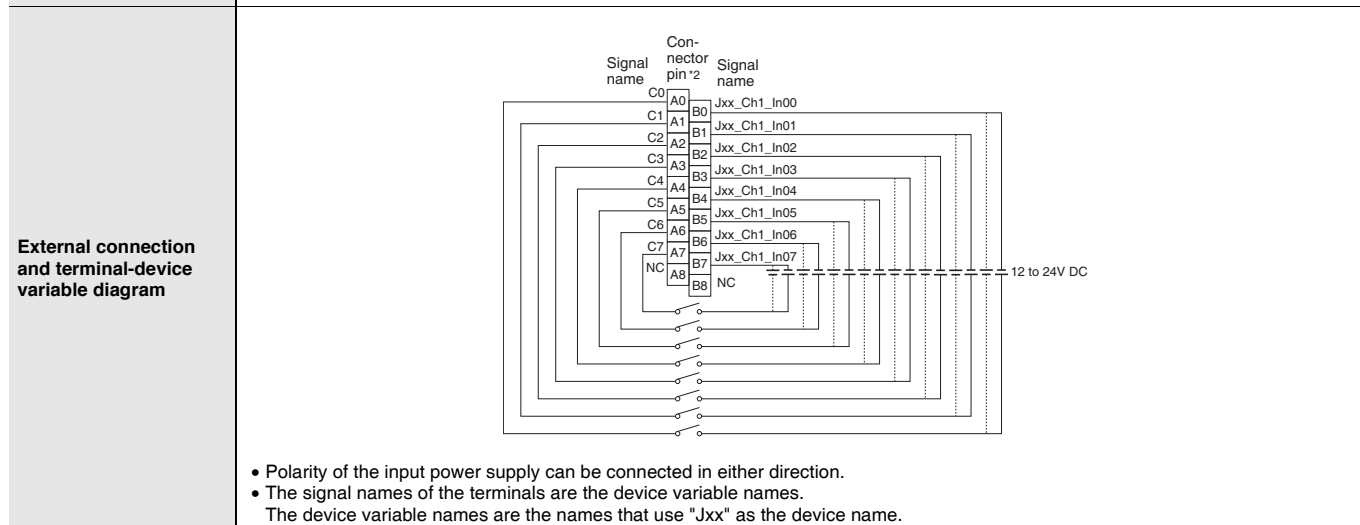 External connection
and terminal-device
variable diagram
Con-
nector
pin *2
Signal
name
Signal
name
C0 A0 B0 Jxx_Ch1_In00
C1 A1 B1 Jxx_Ch1_In01
C2 A2 B2 Jxx_Ch1_In02
C3 A3 B3 Jxx_Ch1_In03
C4 A4 B4 Jxx_Ch1_In04
C5 A5 B5 Jxx_Ch1_In05
C6 A6 B6 Jxx_Ch1_In06
C7 A7 B7 Jxx_Ch1_In07
NC A8 B8 NC
12 to 24V DC
• Polarity of the input power supply can be connected in either direction.
• The signal names of the terminals are the device variable names.
The device variable names are the names that use "Jxx" as the device name.